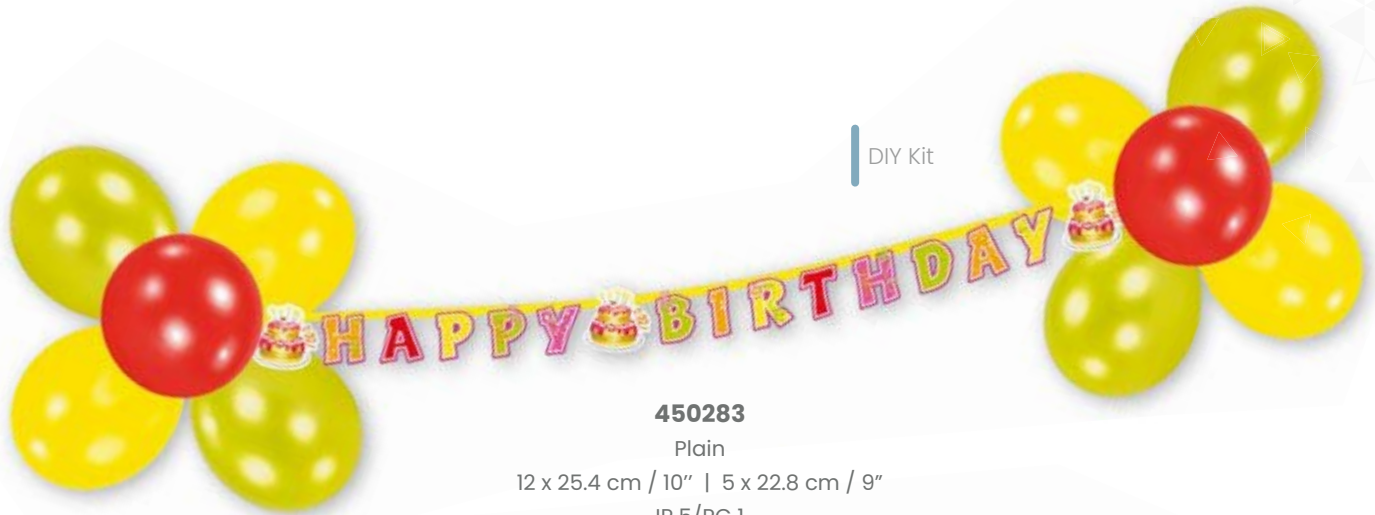 DIY Kit
HAPPY BIRTHDAY
450283
Plain
12 x 25.4 cm / 10’’ | 5 x 22.8 cm / 9”